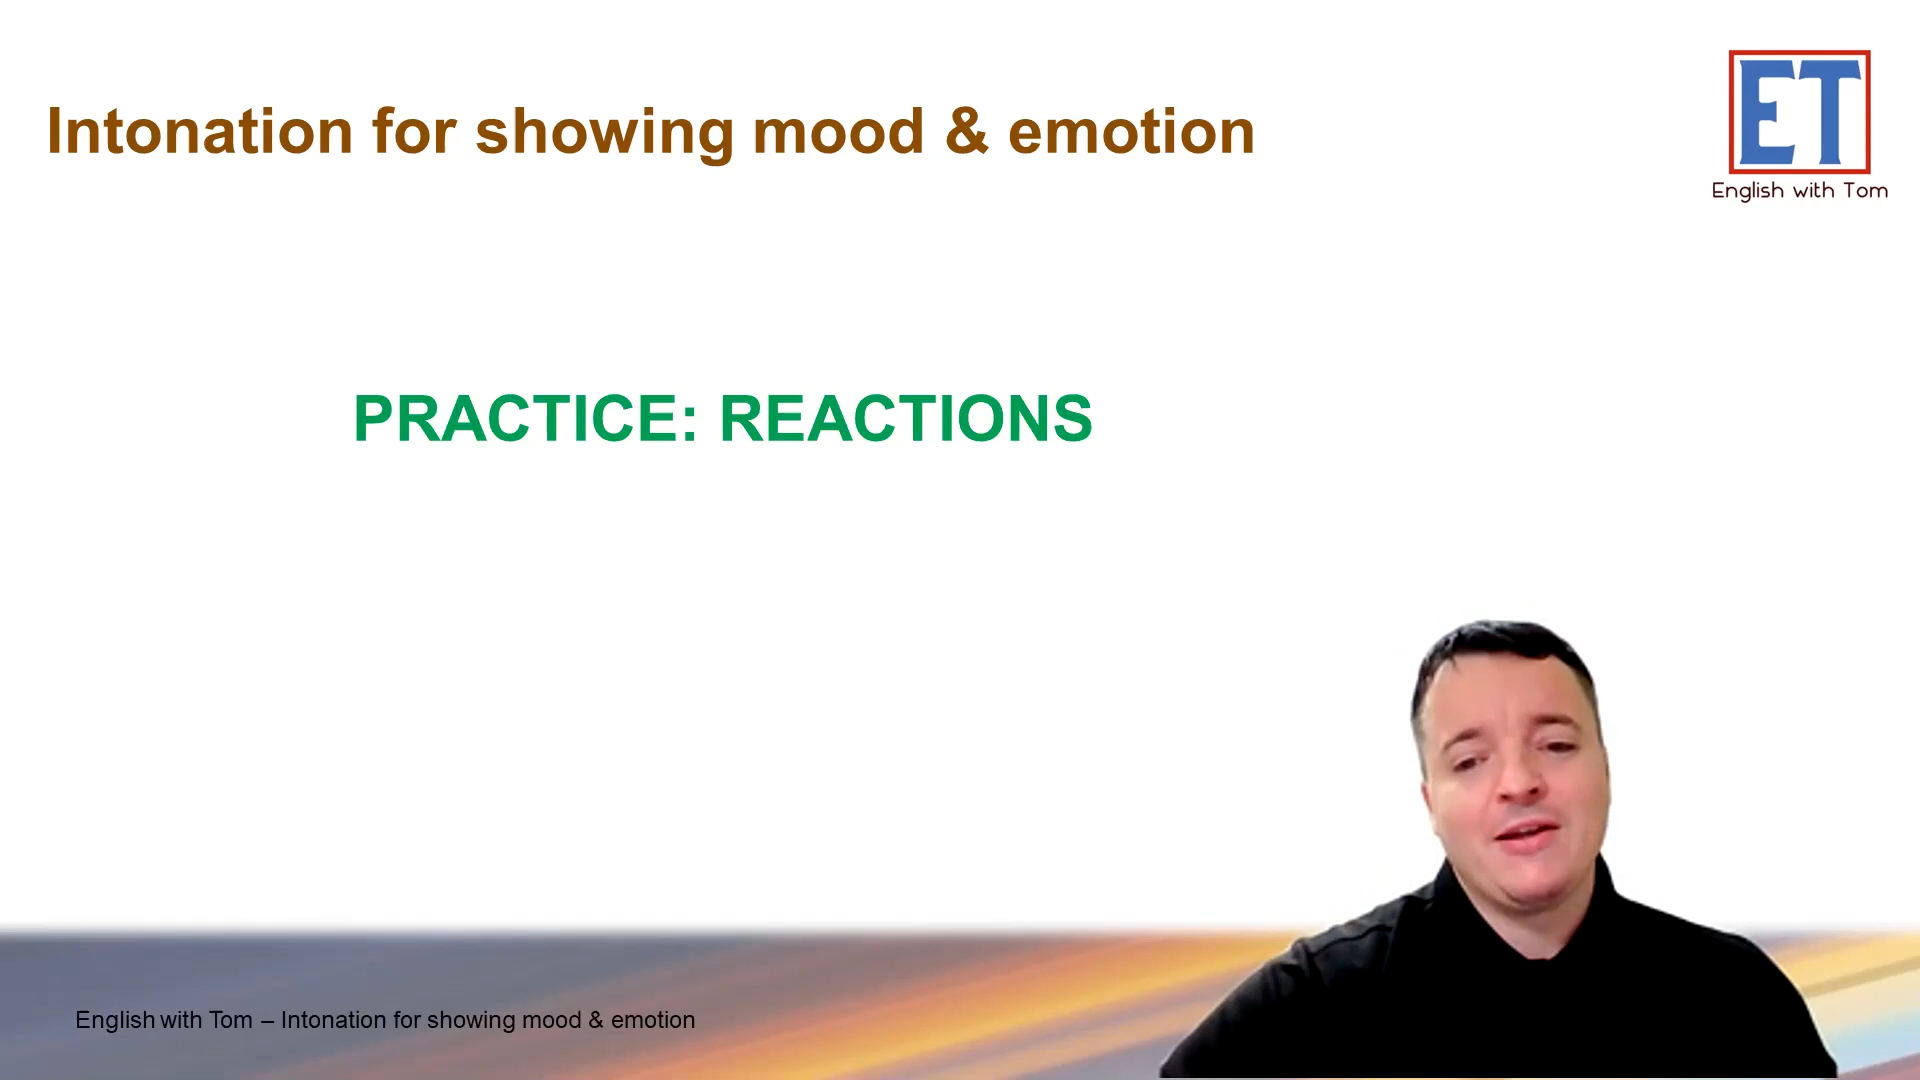 Intonation for showing mood & emotion
ET
English with Tom
PRACTICE: REACTIONS
English with Tom – Intonation for showing mood & emotion